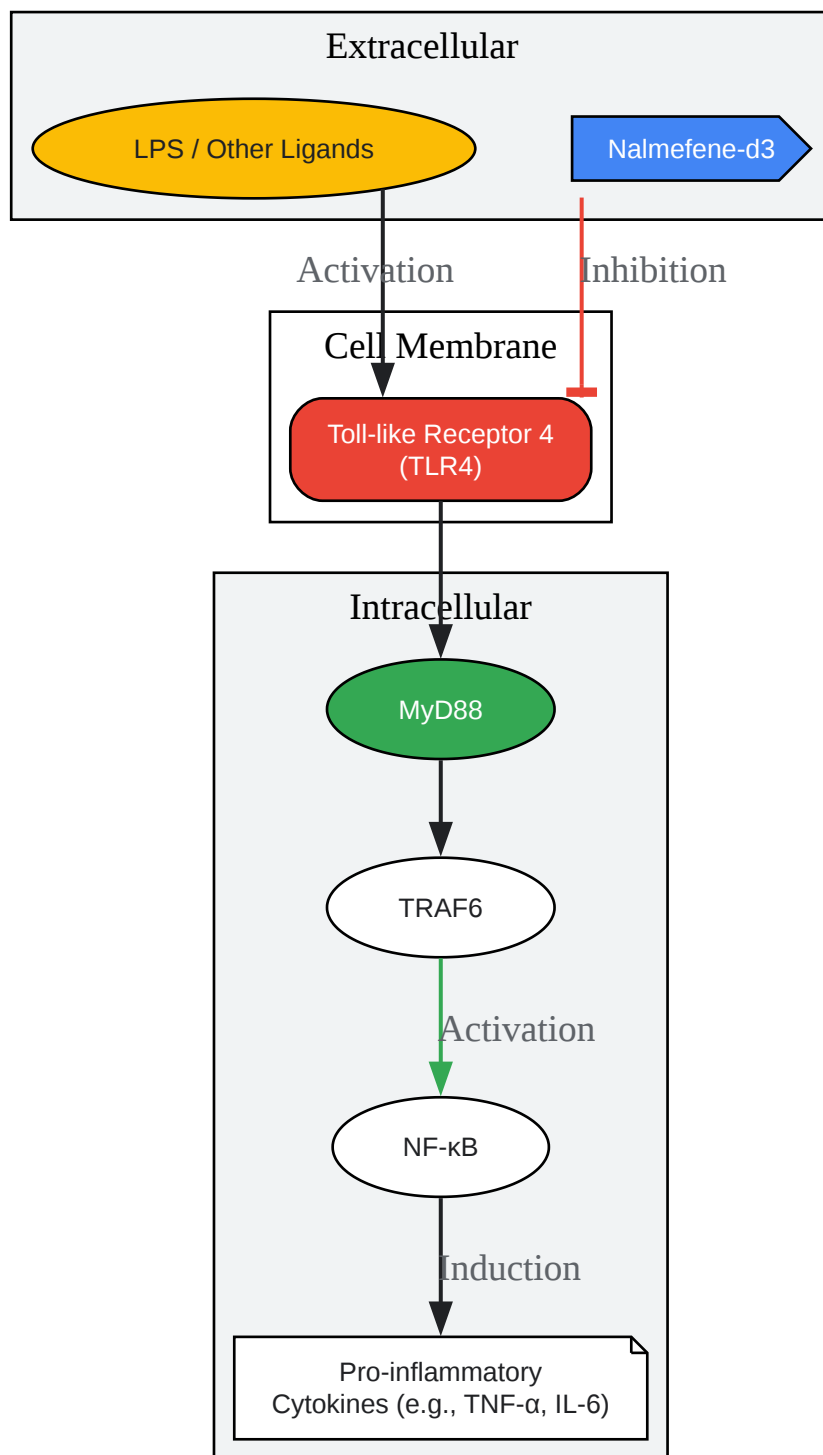 Extracellular
LPS / Other Ligands
Nalmefene-d3
Activation
Inhibition
Cell Membrane
Toll-like Receptor 4
(TLR4)
Intracellular
MyD88
TRAF6
Activation
NF-κB
Induction
Pro-inflammatory
Cytokines (e.g., TNF-α, IL-6)